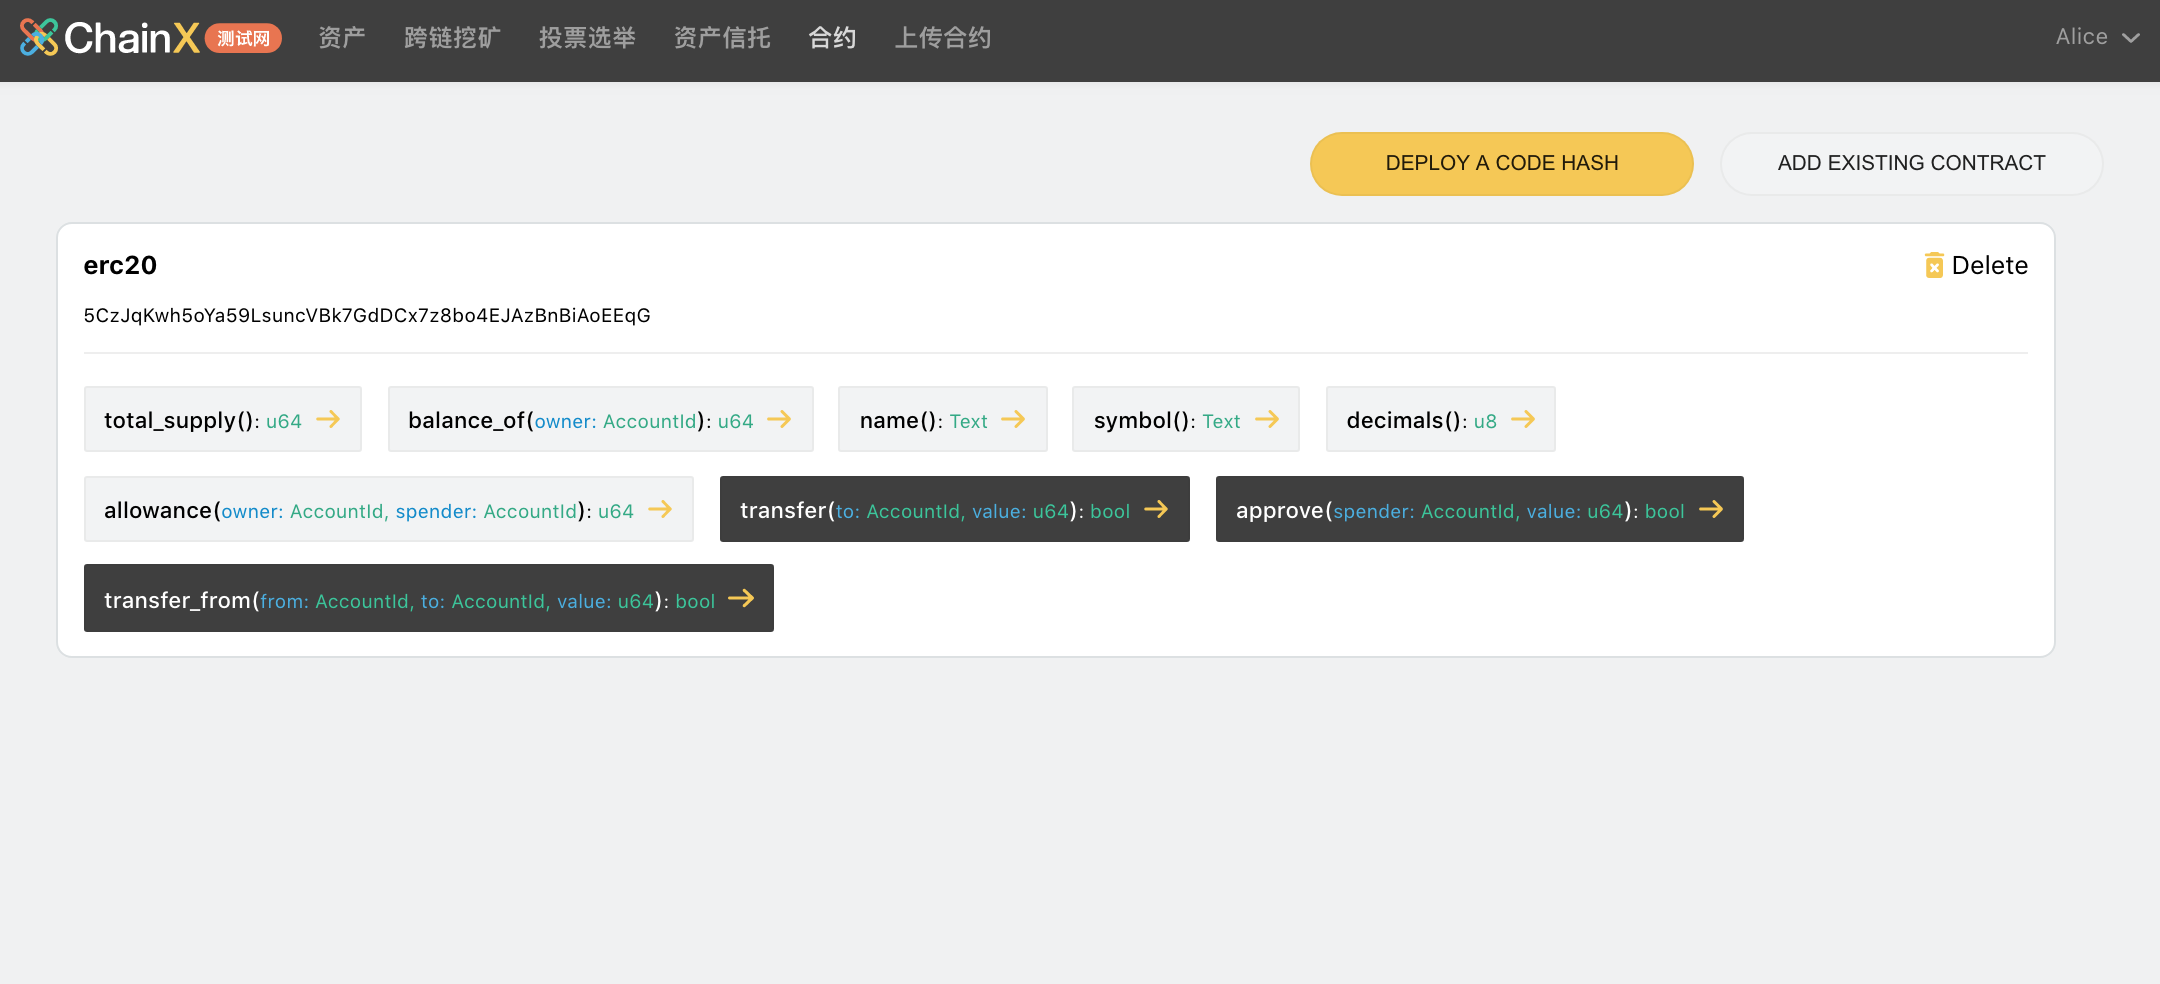 ChainX 测试网 资产 跨链挖矿 投票选举 资产信托 合约 上传合约 Alice
DEPLOY A CODE HASH ADD EXISTING CONTRACT
erc20 Delete
5CzJqKwh5oYa59LsuncVBk7GdDCx7z8bo4EJAzBnBiAoEEqG
total_supply(): u64 balance_of(owner: AccountId): u64 name(): Text symbol(): Text decimals(): u8
allowance(owner: AccountId, spender: AccountId): u64 transfer(to: AccountId, value: u64): bool approve(spender: AccountId, value: u64): bool
transfer_from(from: AccountId, to: AccountId, value: u64): bool